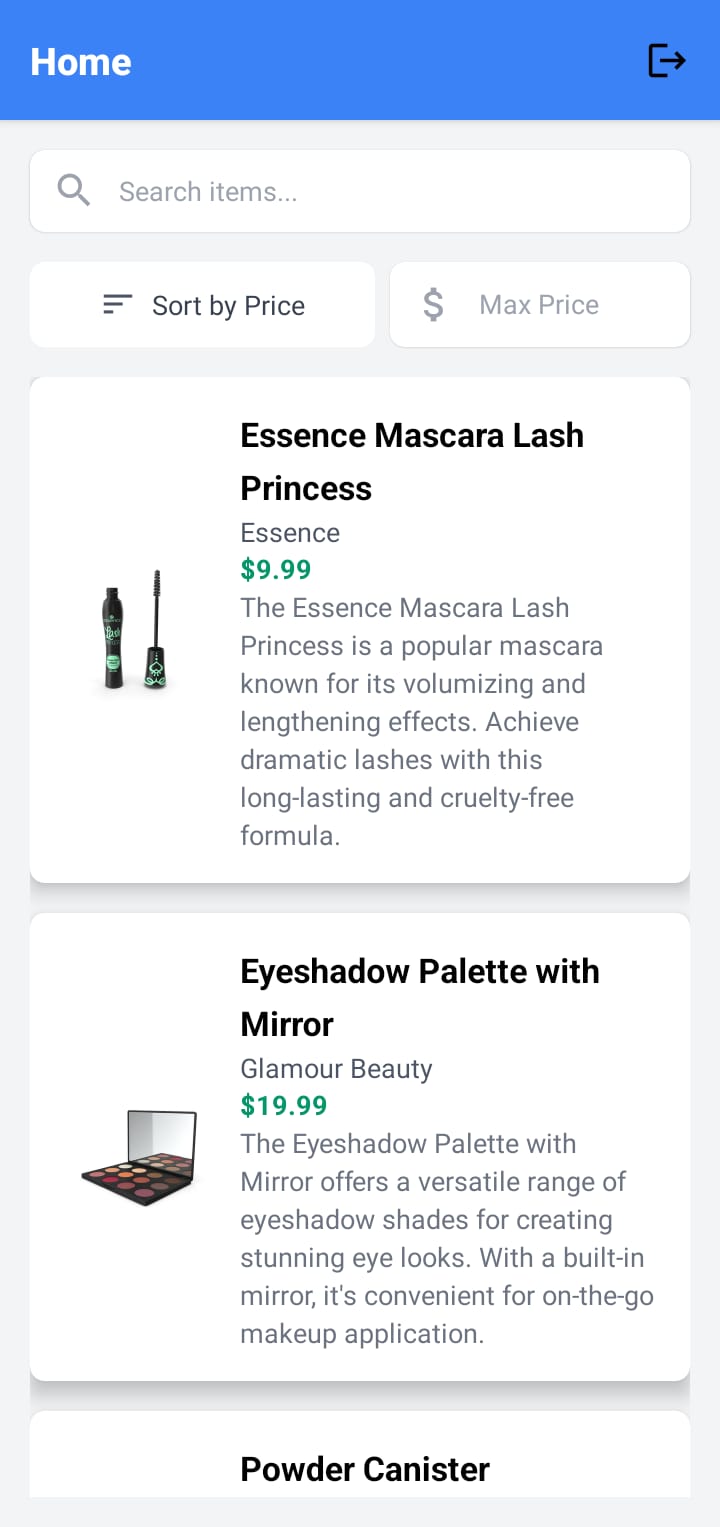 Home
Search items...
Sort by Price
$ Max Price
Essence Mascara Lash
Princess
Essence
$9.99
The Essence Mascara Lash
Princess is a popular mascara
known for its volumizing and
lengthening effects. Achieve
dramatic lashes with this
long-lasting and cruelty-free
formula.
Eyeshadow Palette with
Mirror
Glamour Beauty
$19.99
The Eyeshadow Palette with
Mirror offers a versatile range of
eyeshadow shades for creating
stunning eye looks. With a built-in
mirror, it's convenient for on-the-go
makeup application.
Powder Canister